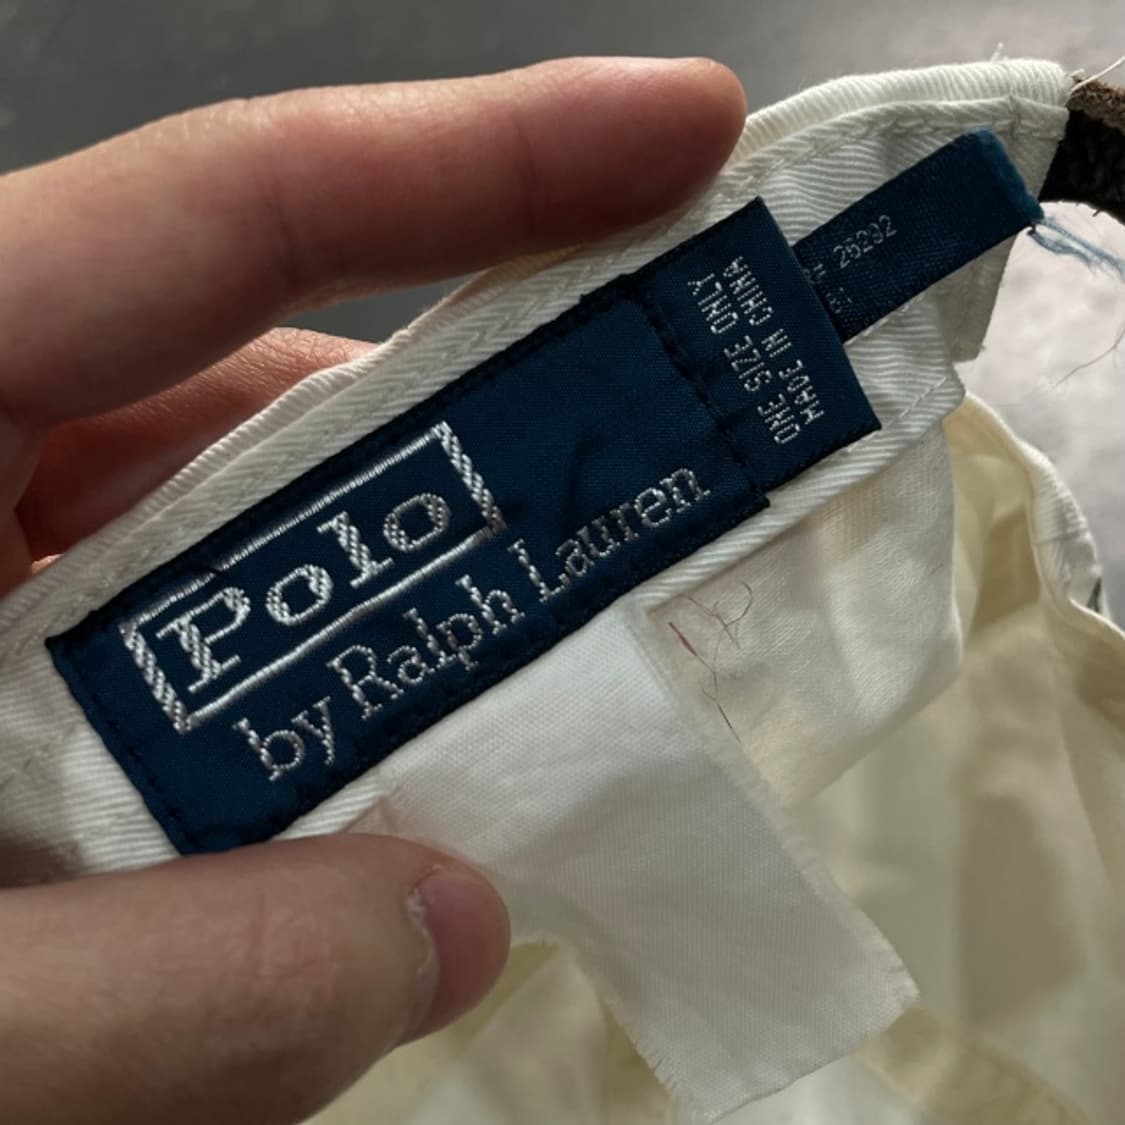 Polo
by Ralph Lauren
ONE SIZE ONLY
MADE IN CHINA
26292